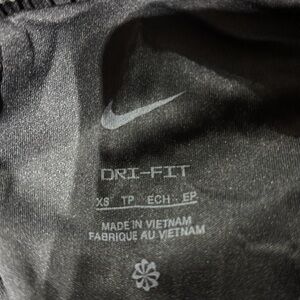 DRI-FIT
XS TP ECH. EP
MADE IN VIETNAM
FABRIQUE AU VIETNAM